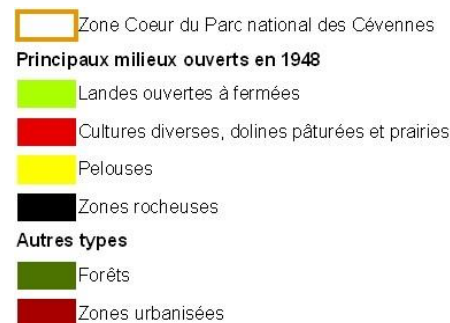 Zone Coeur du Parc national des Cévennes
Principaux milieux ouverts en 1948
Landes ouvertes à fermées
Cultures diverses, dolines pâturées et prairies
Pelouses
Zones rocheuses
Autres types
Forêts
Zones urbanisées